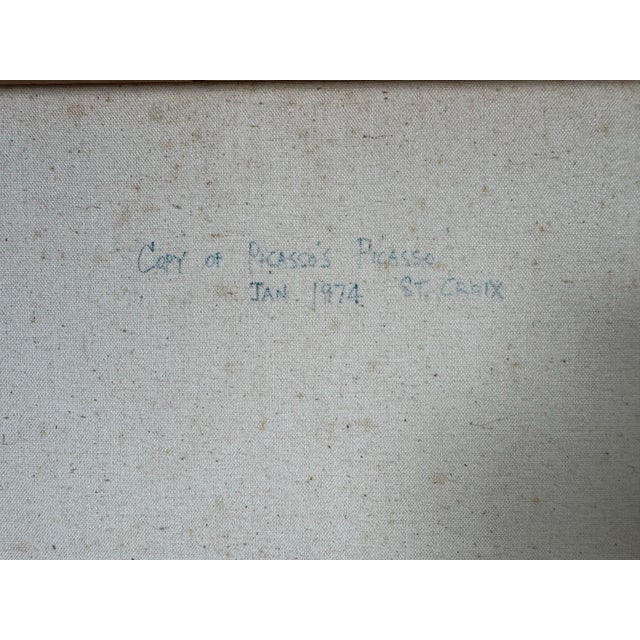 COPY OF PICASSO'S PICASSO
JAN. 1974 ST. CROIX